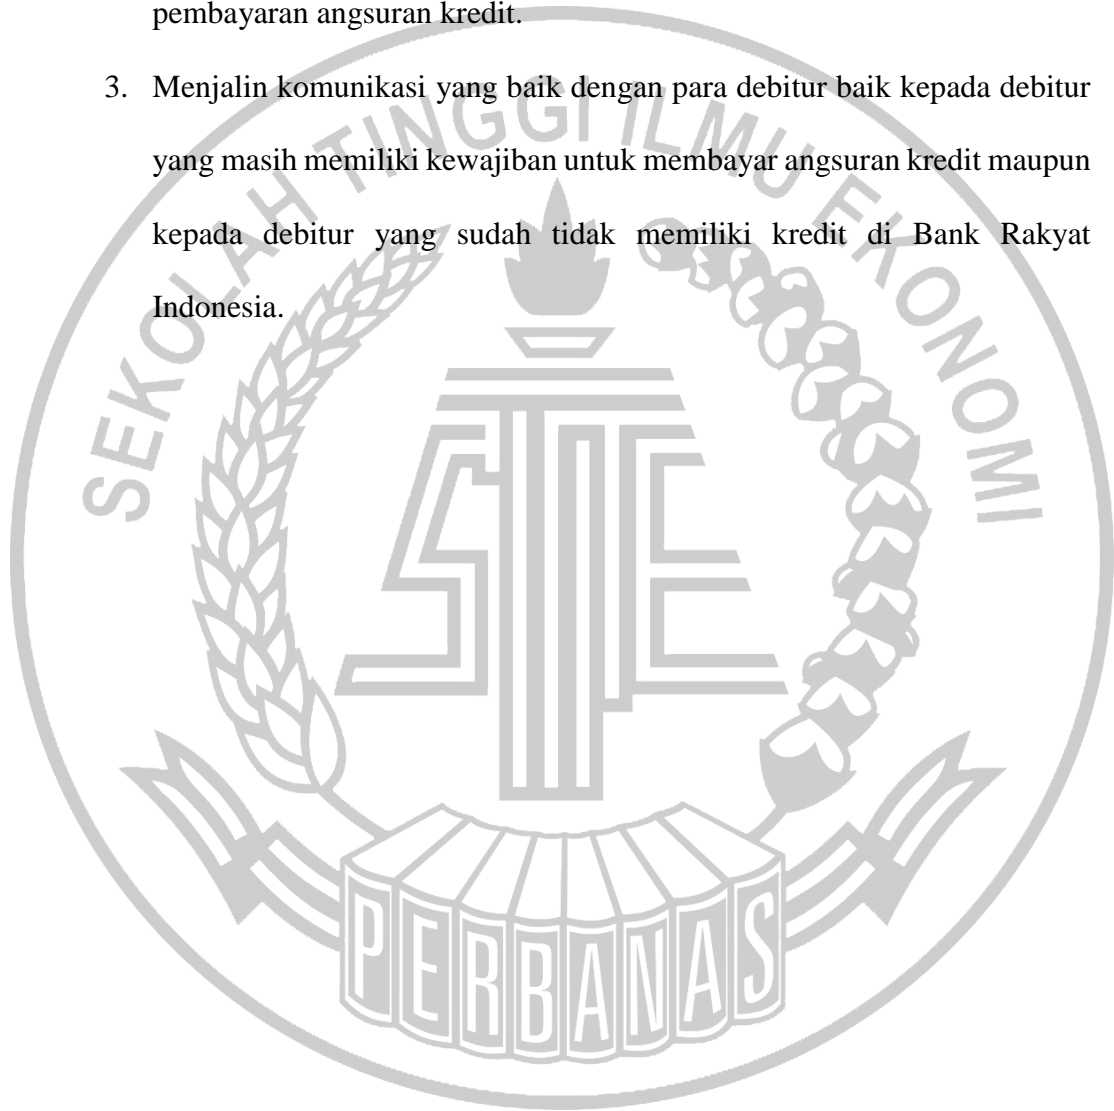 pembayaran angsuran kredit.
3. Menjalin komunikasi yang baik dengan para debitur baik kepada debitur
yang masih memiliki kewajiban untuk membayar angsuran kredit maupun
kepada debitur yang sudah tidak memiliki kredit di Bank Rakyat
Indonesia.
SEKOLAH TINGGI ILMU EKONOMI
STIE
PERBANAS